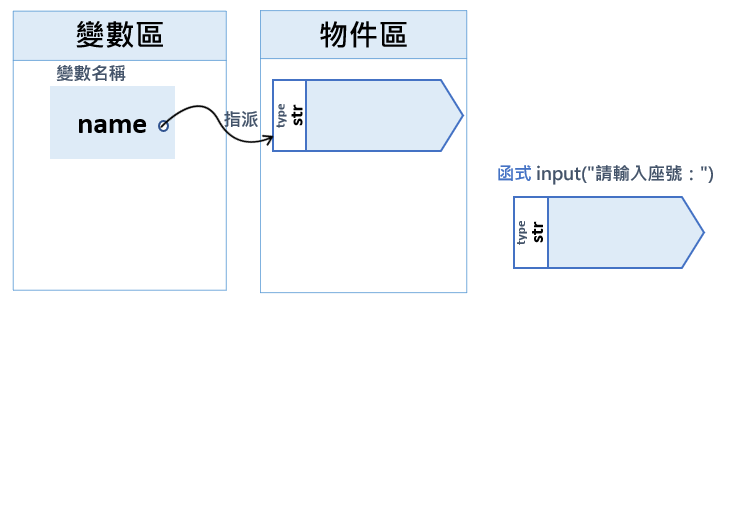 變數區
物件區
變數名稱
name
指派
type
str
函式 input("請輸入座號：")
type
str